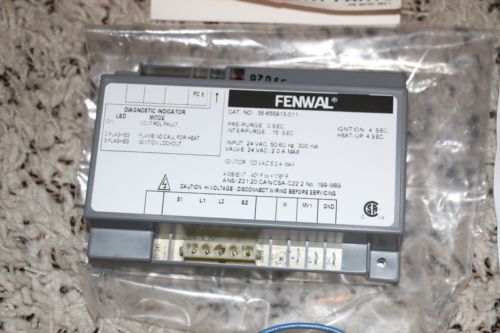 FC±
DIAGNOSTIC INDICATOR
LED MODE
ON CONTROL FAULT
2 FLASHES FLAME NO CALL FOR HEAT
3 FLASHES IGNITION LOCKOUT
FENWAL®
CAT. NO. 35-655913-011
PRE-PURGE 0 SEC IGNITION 4 SEC
INTERPURGE 15 SEC HEAT-UP 4 SEC
INPUT 24 VAC 50/60 Hz 300 mA
VALVE 24 VAC 2.0 A MAX
IGNITOR 120 VAC 5.0 A MAX
AMBIENT -40° F to +176° F
ANS-Z21.20 CAN/CSA-C22.2 No. 199-M89
CAUTION HI VOLTAGE - DISCONNECT WIRING BEFORE SERVICING
S1 L1 L2 S2 W MV1 GND